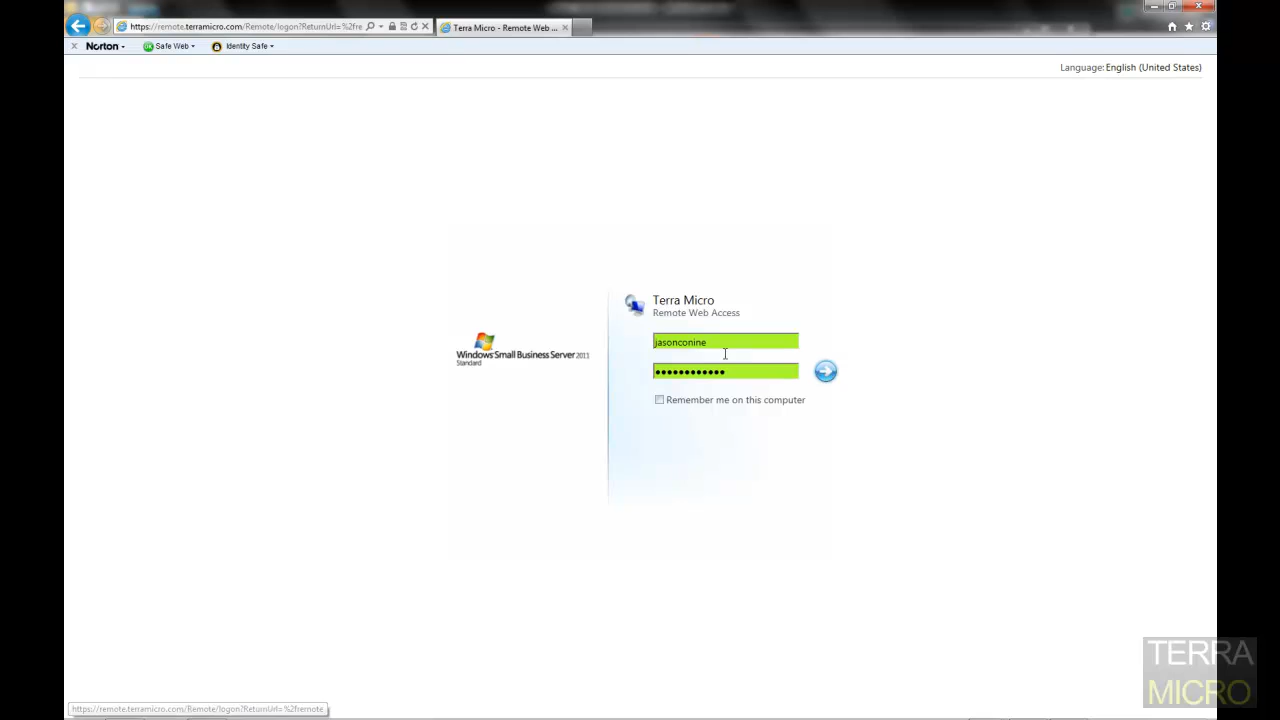 https://remote.terramicro.com/Remote/logon?ReturnUrl=%2fre
Terra Micro - Remote Web ...
Norton
Safe Web
Identity Safe
Language: English (United States)
Terra Micro
Remote Web Access
jasonconine
Windows Small Business Server 2011
Standard
Remember me on this computer
TERRA
MICRO
https://remote.terramicro.com/Remote/logon?ReturnUrl=%2fremote